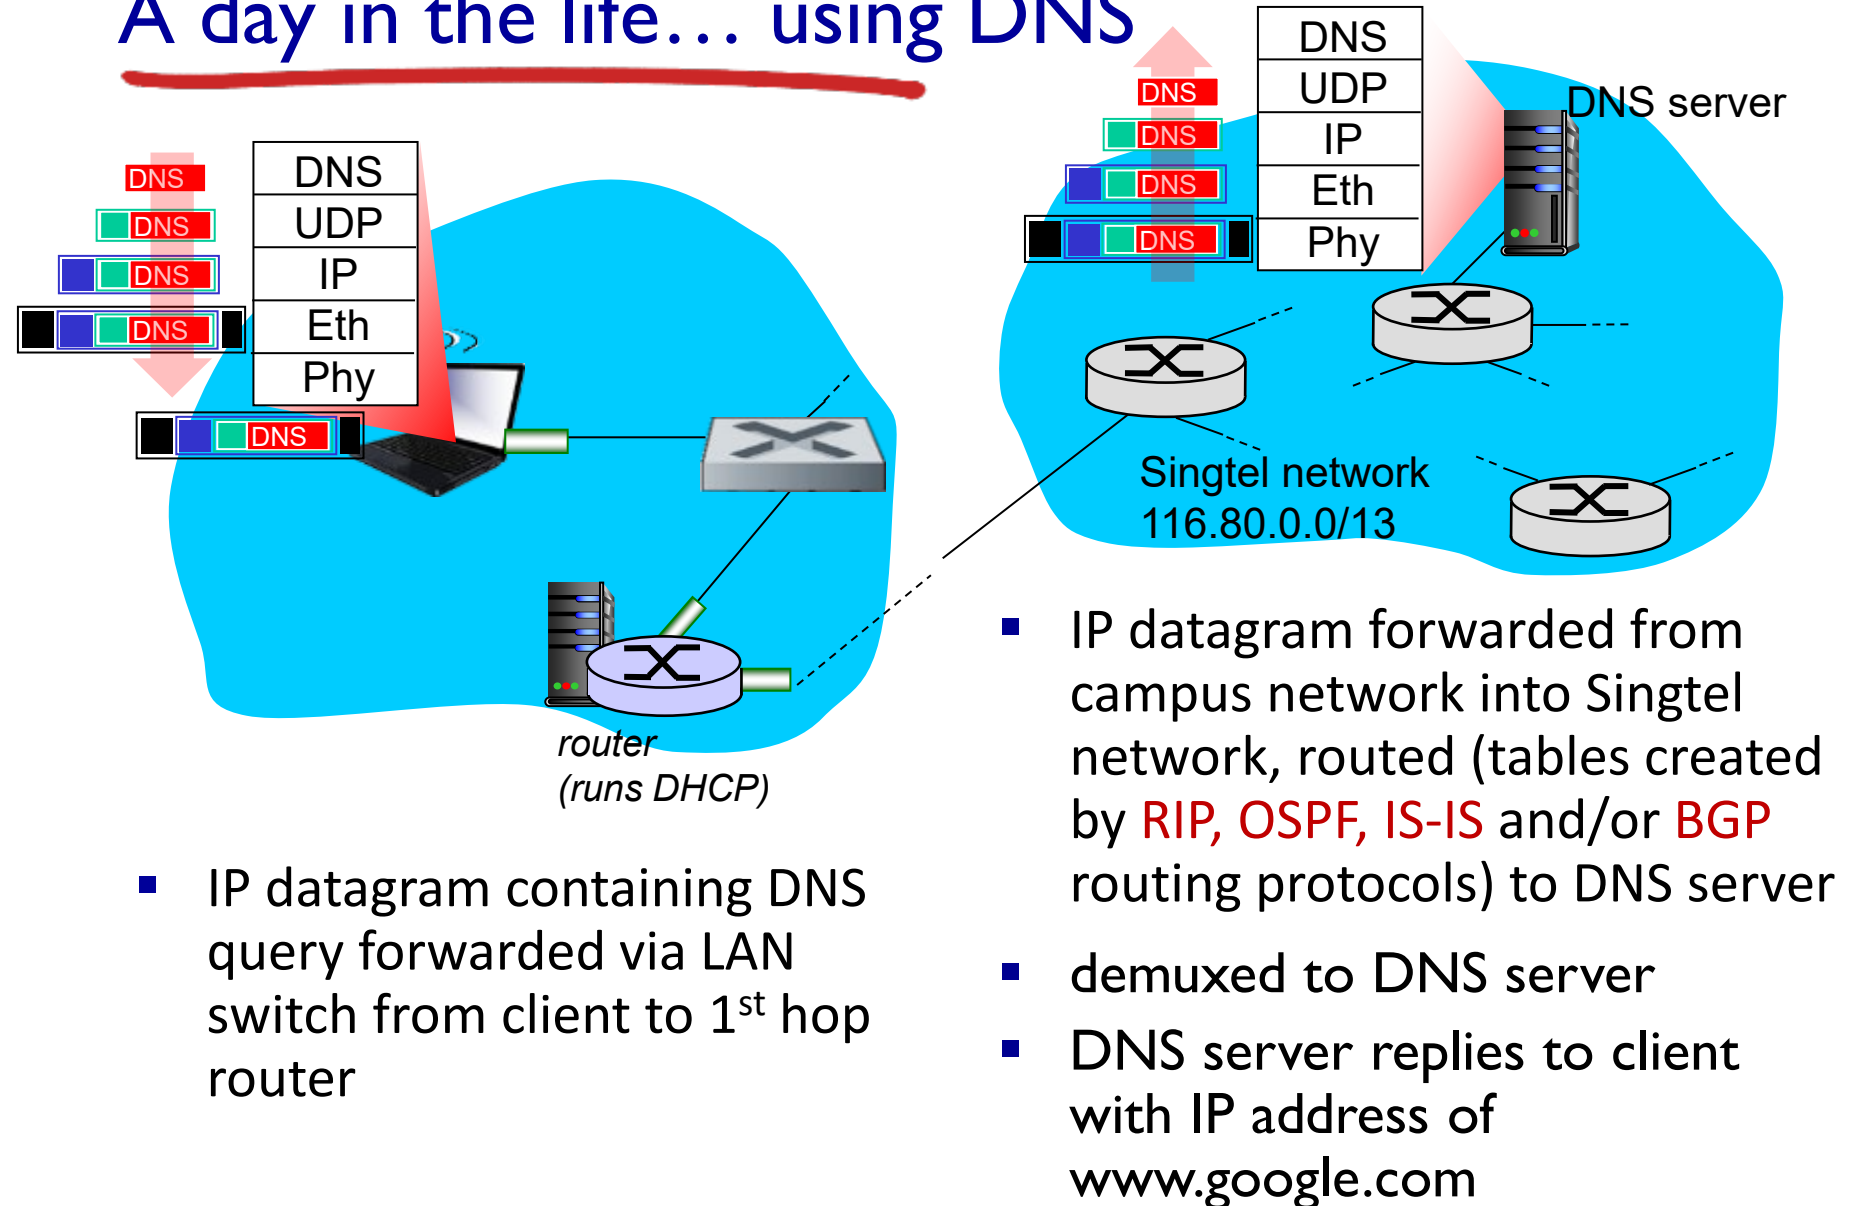 A day in the life… using DNS
DNS
DNS
DNS
DNS
DNS
DNS
UDP
IP
Eth
Phy
router
(runs DHCP)
DNS
DNS
DNS
DNS
DNS
UDP
IP
Eth
Phy
DNS server
Singtel network
116.80.0.0/13
▪ IP datagram containing DNS
query forwarded via LAN
switch from client to 1st hop
router
▪ IP datagram forwarded from
campus network into Singtel
network, routed (tables created
by RIP, OSPF, IS-IS and/or BGP
routing protocols) to DNS server
▪ demuxed to DNS server
▪ DNS server replies to client
with IP address of
www.google.com